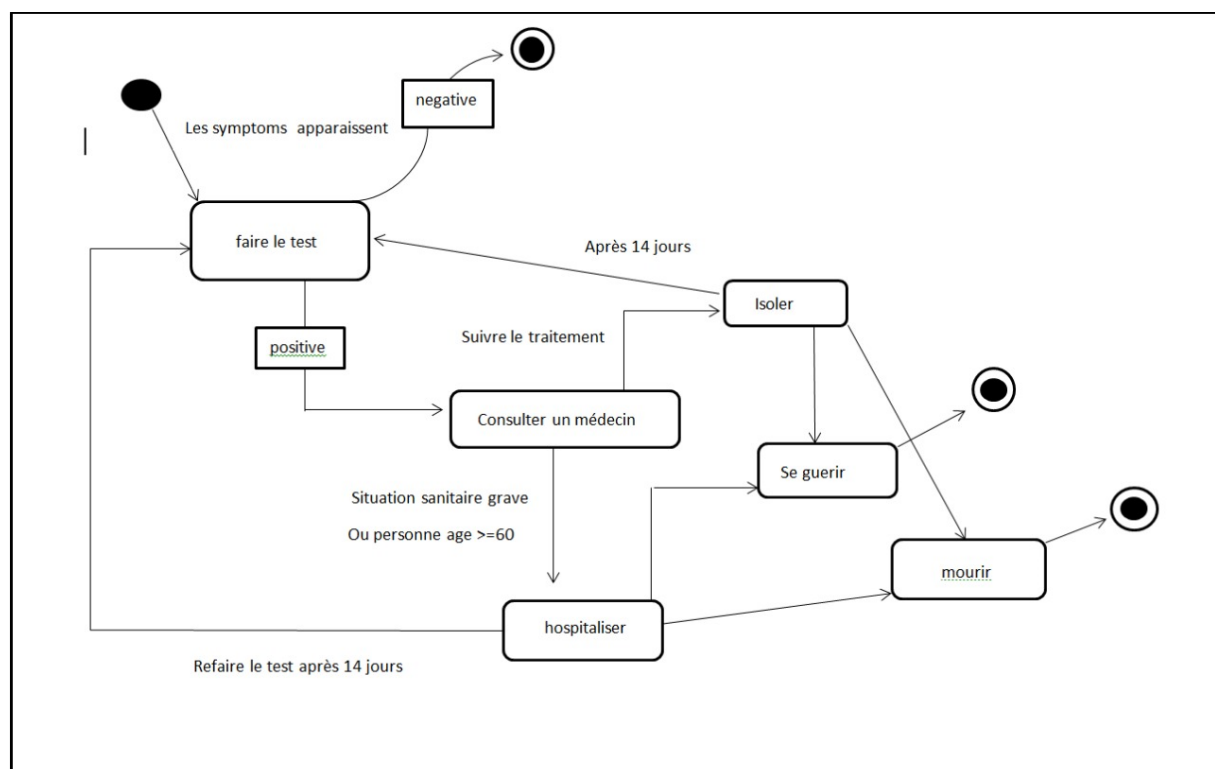 negative
Les symptoms apparaissent
faire le test
Après 14 jours
Isoler
Suivre le traitement
positive
Consulter un médecin
Se guerir
Situation sanitaire grave
Ou personne age >=60
mourir
hospitaliser
Refaire le test après 14 jours